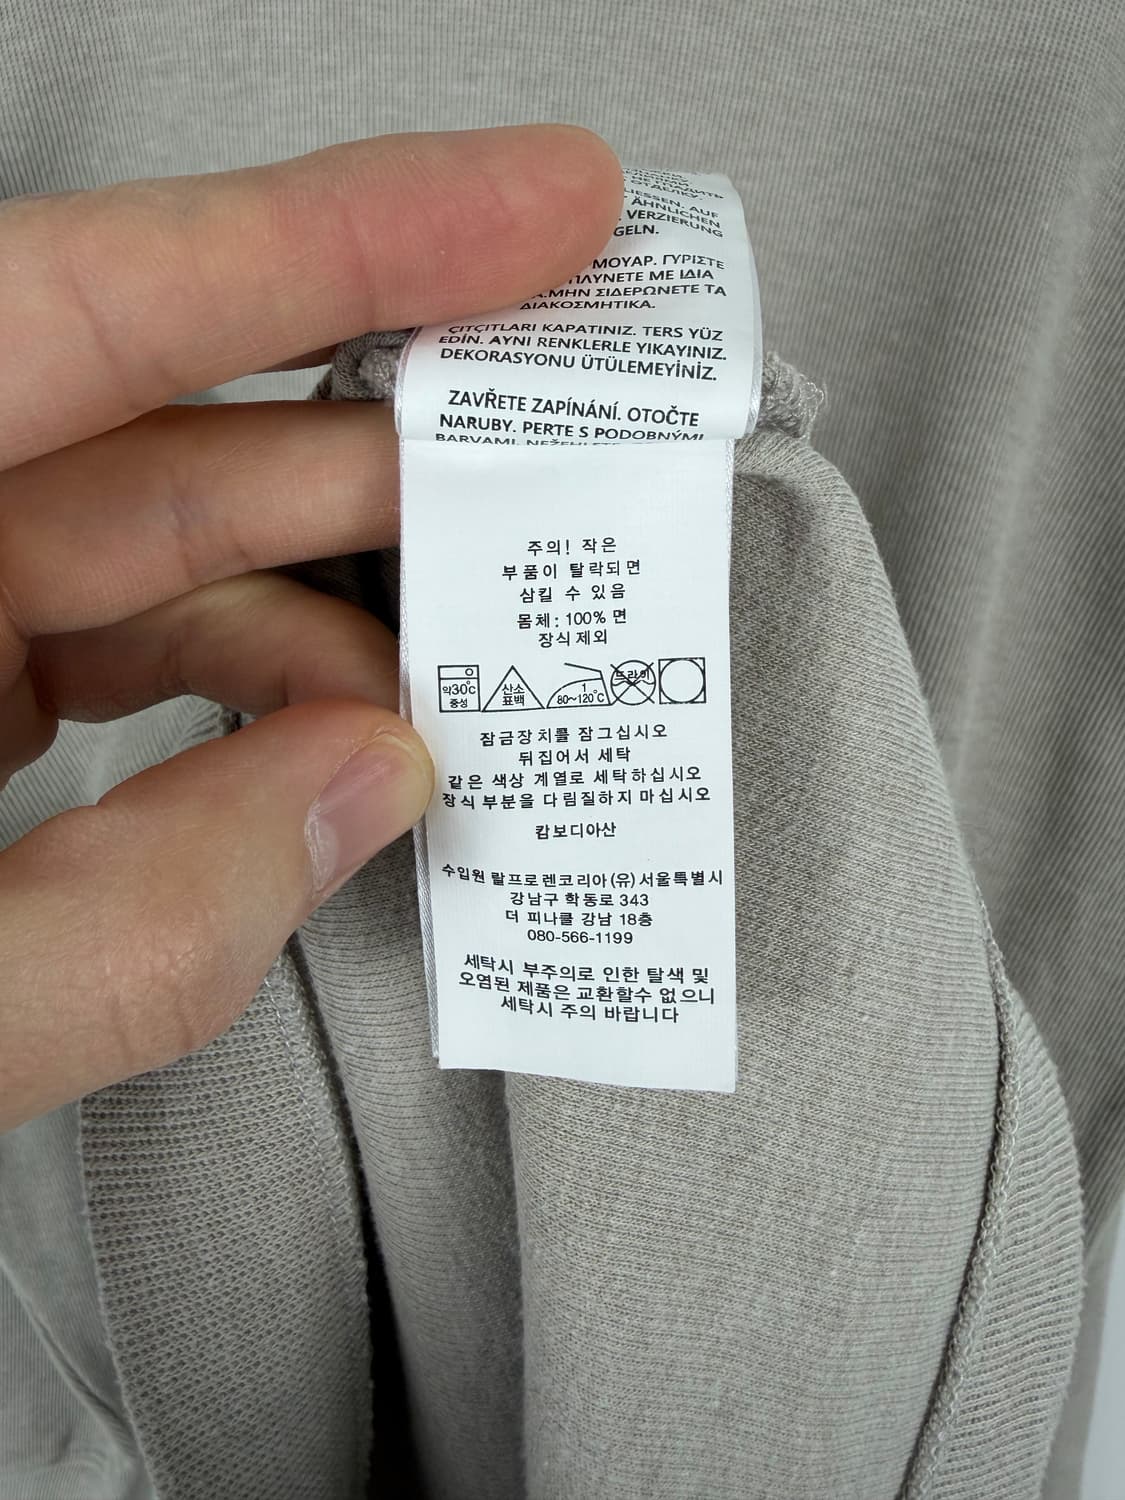 НЕ ГЛАДИТЬ
ОТДЕЛКУ.
ÄHNLICHEN
VERZIERUNG
ΜΟΥΑΡ. ΓΥΡΙΣΤΕ
ΠΛΥΝΕΤΕ ΜΕ ΙΔΙΑ
ΜΗΝ ΣΙΔΕΡΩΝΕΤΕ ΤΑ
ΔΙΑΚΟΣΜΗΤΙΚΑ.
ÇITÇITLARI KAPATINIZ. TERS YÜZ
EDİN. AYNI RENKLERLE YIKAYINIZ.
DEKORASYONU ÜTÜLEMEYİNİZ.
ZAVŘETE ZAPÍNÁNÍ. OTOČTE
NARUBY. PERTE S PODOBNÝMI
BARVAMI.
주의! 작은
부품이 탈락되면
삼킬 수 있음
몸체: 100% 면
장식제외
약30℃
중성
산소
표백
1
80~120℃
드라이
잠금장치를 잠그십시오
뒤집어서 세탁
같은 색상 계열로 세탁하십시오
장식부분을 다림질하지 마십시오
캄보디아산
수입원 랄프로렌코리아(유) 서울특별시
강남구 학동로 343
더 피나클 강남 18층
080-566-1199
세탁시 부주의로 인한 탈색 및
오염된 제품은 교환할수 없으니
세탁시 주의 바랍니다